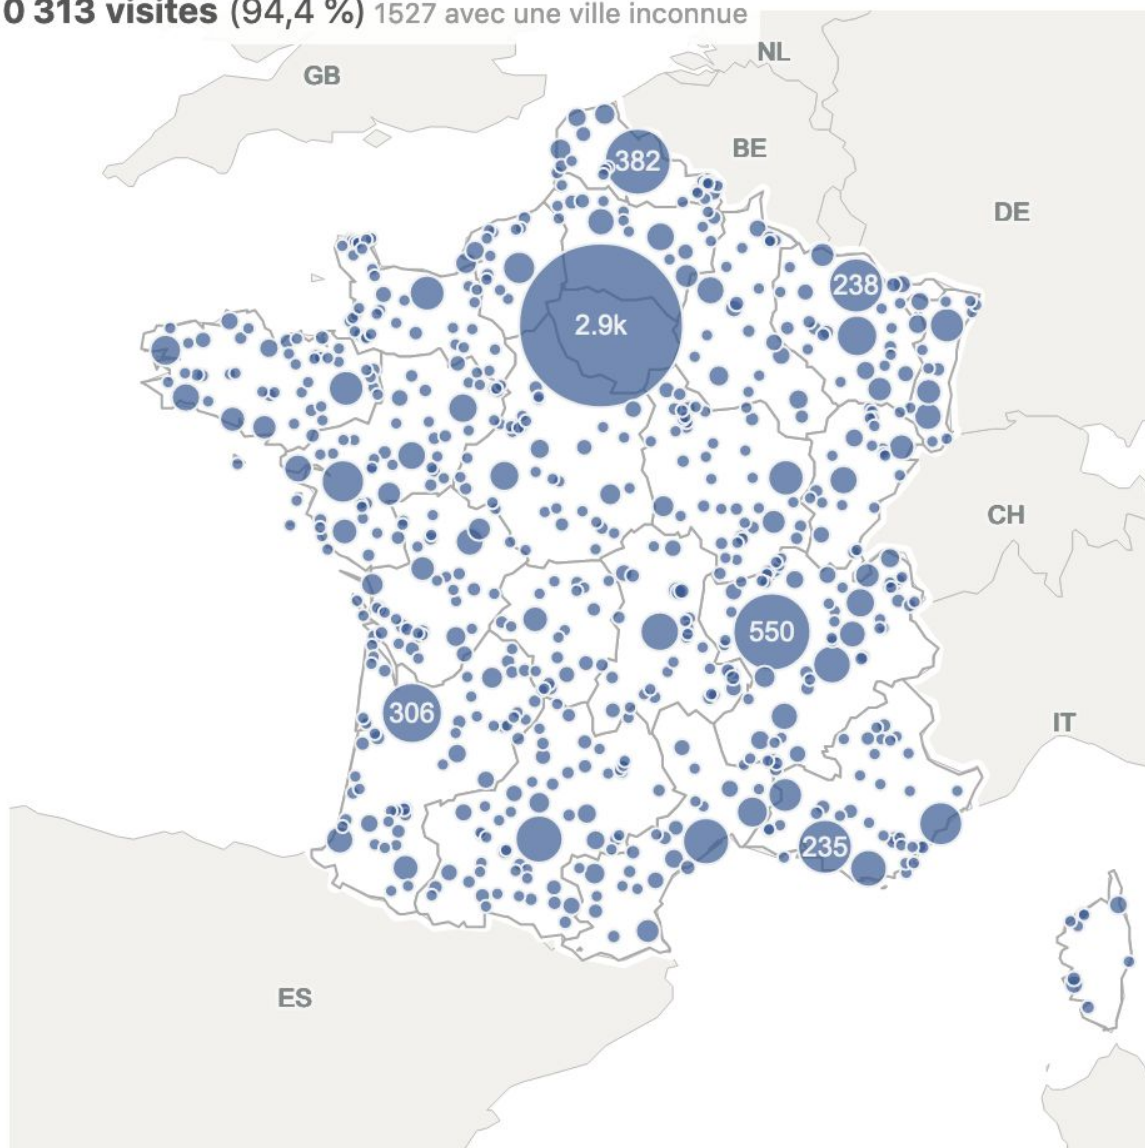 0 313 visites (94,4 %) 1527 avec une ville inconnue
NL
GB
382
BE
DE
238
2.9k
CH
550
306
IT
235
ES